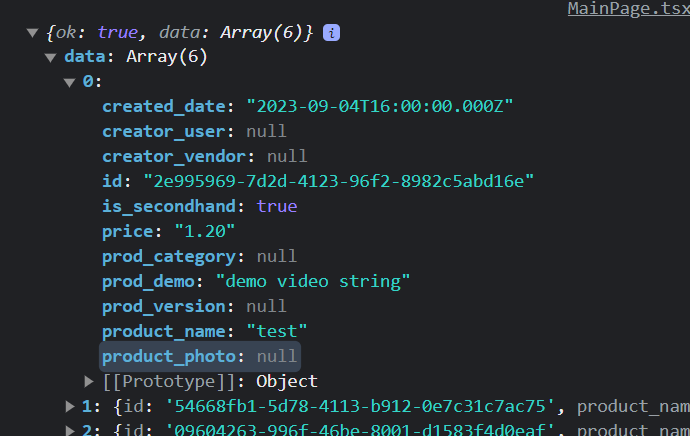 MainPage.tsx
▼ {ok: true, data: Array(6)} i
▼ data: Array(6)
▼ 0:
created_date: "2023-09-04T16:00:00.000Z"
creator_user: null
creator_vendor: null
id: "2e995969-7d2d-4123-96f2-8982c5abd16e"
is_secondhand: true
price: "1.20"
prod_category: null
prod_demo: "demo video string"
prod_version: null
product_name: "test"
product_photo: null
▶ [[Prototype]]: Object
▶ 1: {id: '54668fb1-5d78-4113-b912-0e7c31c7ac75', product_nam
▶ 2: {id: '09604263-996f-46be-8001-d1583f4d0eaf', product_nam